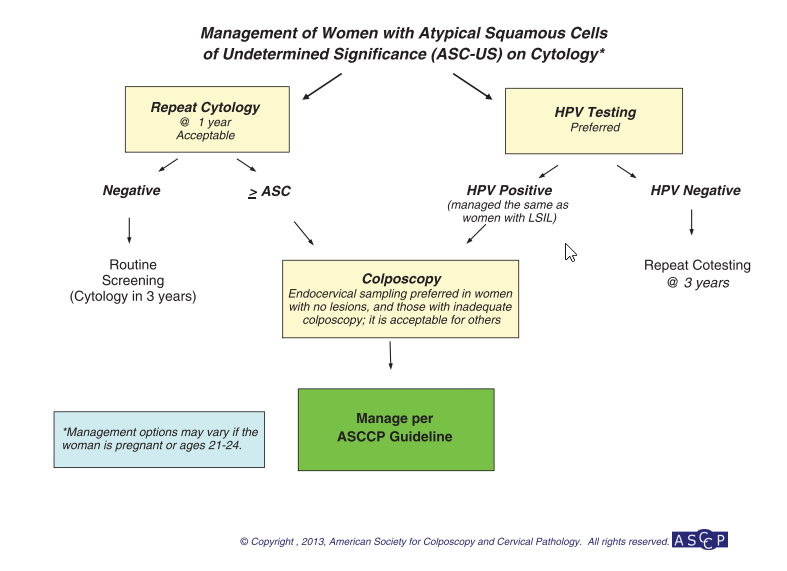 Management of Women with Atypical Squamous Cells
of Undetermined Significance (ASC-US) on Cytology*
Repeat Cytology
@ 1 year
Acceptable
HPV Testing
Preferred
Negative
≥ ASC
HPV Positive
(managed the same as
women with LSIL)
HPV Negative
Routine
Screening
(Cytology in 3 years)
Colposcopy
Endocervical sampling preferred in women
with no lesions, and those with inadequate
colposcopy; it is acceptable for others
Repeat Cotesting
@ 3 years
Manage per
ASCCP Guideline
*Management options may vary if the
woman is pregnant or ages 21-24.
© Copyright , 2013, American Society for Colposcopy and Cervical Pathology. All rights reserved.
ASCCP